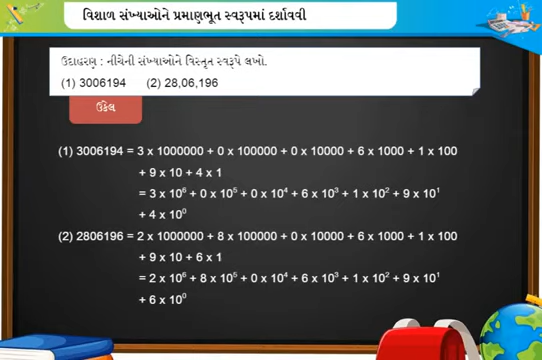 વિશાળ સંખ્યાઓને પ્રમાણભૂત સ્વરૂપમાં દર્શાવવી
ઉદાહરણ : નીચેની સંખ્યાઓને વિસ્તૃત સ્વરૂપે લખો.
(1) 3006194 (2) 28,06,196
ઉકેલ
(1) 3006194 = 3 x 1000000 + 0 x 100000 + 0 x 10000 + 6 x 1000 + 1 x 100
+ 9 x 10 + 4 x 1
= 3 x 10⁶ + 0 x 10⁵ + 0 x 10⁴ + 6 x 10³ + 1 x 10² + 9 x 10¹
+ 4 x 10⁰
(2) 2806196 = 2 x 1000000 + 8 x 100000 + 0 x 10000 + 6 x 1000 + 1 x 100
+ 9 x 10 + 6 x 1
= 2 x 10⁶ + 8 x 10⁵ + 0 x 10⁴ + 6 x 10³ + 1 x 10² + 9 x 10¹
+ 6 x 10⁰